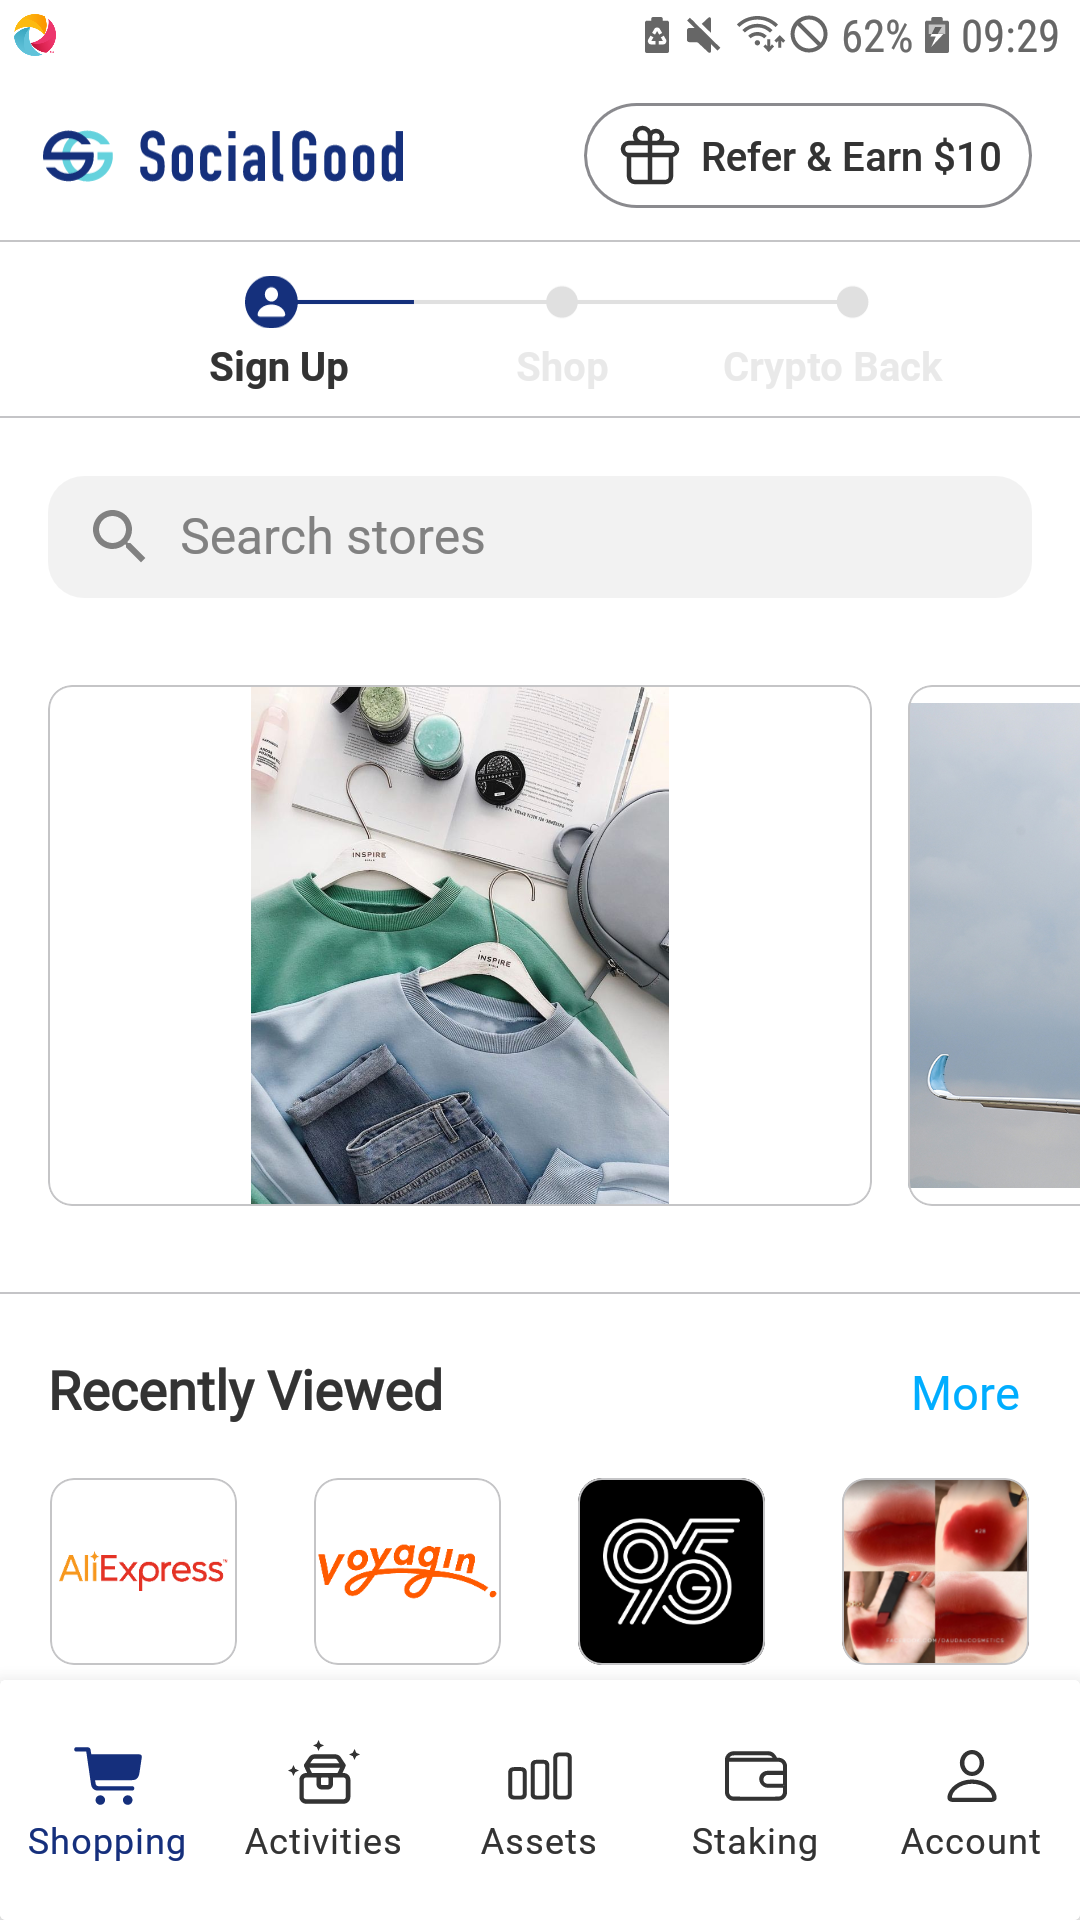 62% 09:29
SocialGood
Refer & Earn $10
Sign Up Shop Crypto Back
Search stores
INSPIRE
INSPIRE
Recently Viewed More
AliExpress
voyagin.
95G
Shopping Activities Assets Staking Account